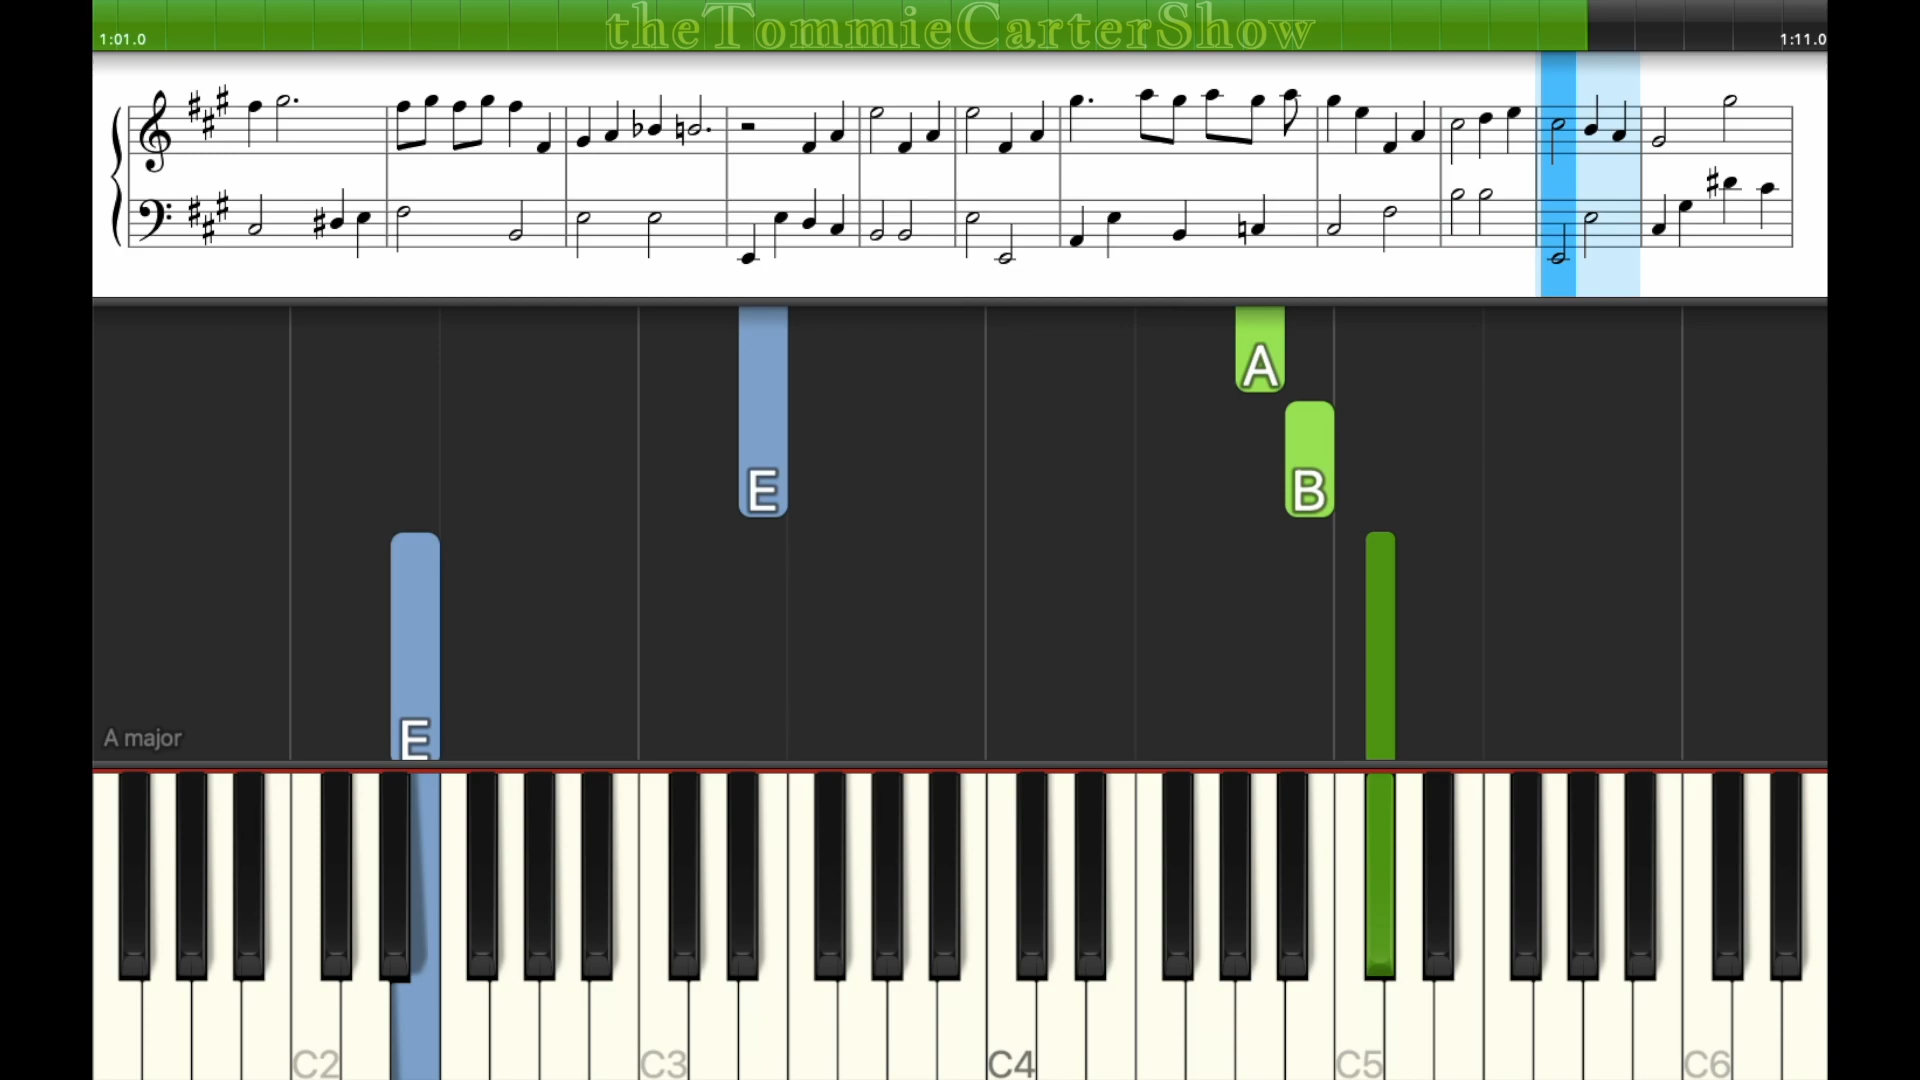 theTommieCarterShow
1:01.0
1:11.0
A
E
B
E
A major
C2
C3
C4
C5
C6